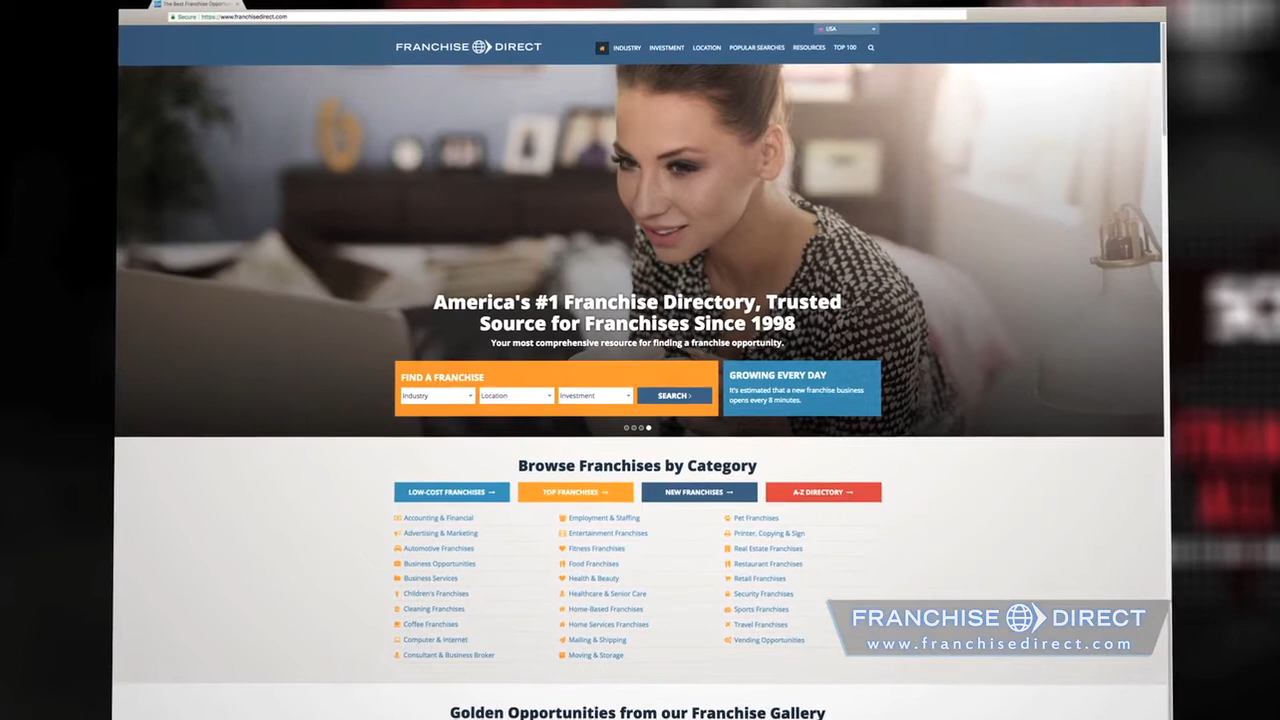 The Best Franchise Opportun
Secure https://www.franchisedirect.com
USA
FRANCHISE DIRECT
INDUSTRY INVESTMENT LOCATION POPULAR SEARCHES RESOURCES TOP 100
America's #1 Franchise Directory, Trusted
Source for Franchises Since 1998
Your most comprehensive resource for finding a franchise opportunity.
FIND A FRANCHISE
Industry Location Investment SEARCH ›
GROWING EVERY DAY
It's estimated that a new franchise business
opens every 8 minutes.
Browse Franchises by Category
LOW-COST FRANCHISES → TOP FRANCHISES → NEW FRANCHISES → A-Z DIRECTORY →
Accounting & Financial
Advertising & Marketing
Automotive Franchises
Business Opportunities
Business Services
Children's Franchises
Cleaning Franchises
Coffee Franchises
Computer & Internet
Consultant & Business Broker
Employment & Staffing
Entertainment Franchises
Fitness Franchises
Food Franchises
Health & Beauty
Healthcare & Senior Care
Home-Based Franchises
Home Services Franchises
Mailing & Shipping
Moving & Storage
Pet Franchises
Printer, Copying & Sign
Real Estate Franchises
Restaurant Franchises
Retail Franchises
Security Franchises
Sports Franchises
Travel Franchises
Vending Opportunities
FRANCHISE DIRECT
www.franchisedirect.com
Golden Opportunities from our Franchise Gallery